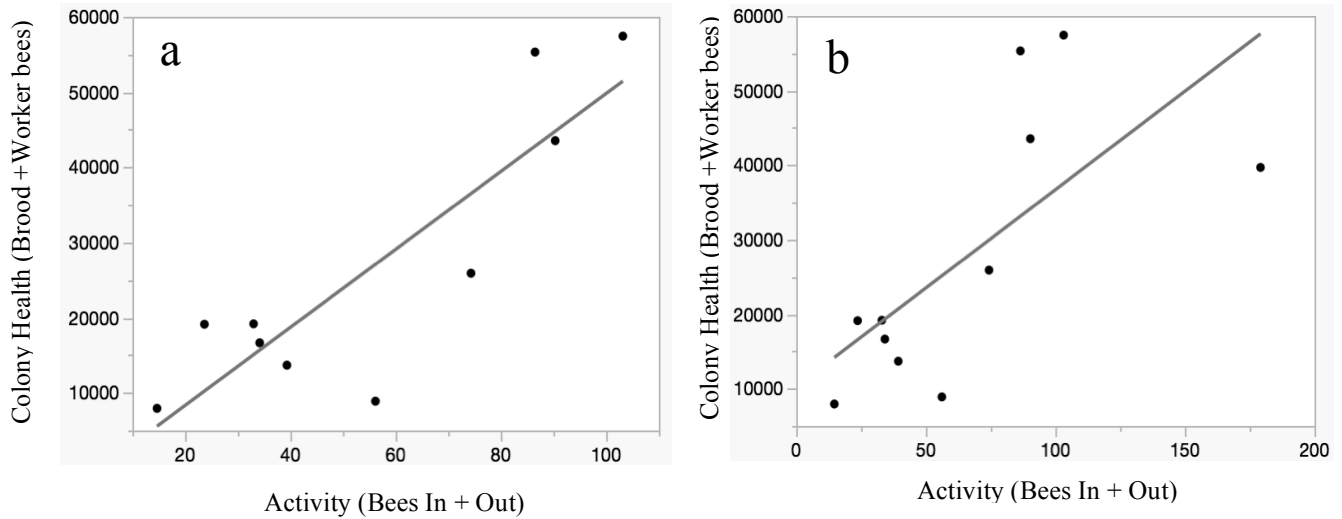 a
Colony Health (Brood +Worker bees)
60000
50000
40000
30000
20000
10000
20 40 60 80 100
Activity (Bees In + Out)
b
Colony Health (Brood +Worker bees)
60000
50000
40000
30000
20000
10000
0 50 100 150 200
Activity (Bees In + Out)